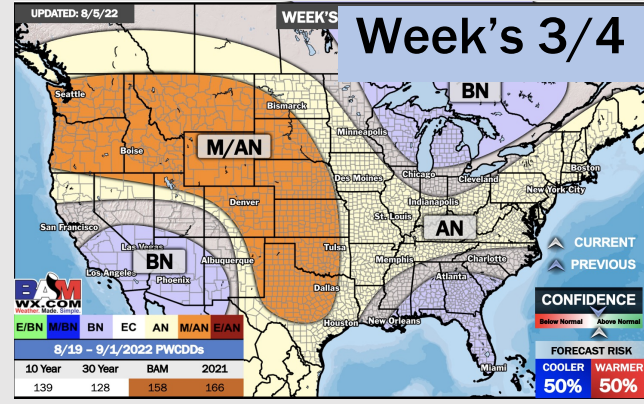 UPDATED: 8/5/22
WEEK'S
Week's 3/4
Seattle
Bismarck
BN
Minneapolis
Boise
M/AN
Des Moines
Chicago
Cleveland
Boston
New York City
Denver
Indianapolis
St. Louis
AN
San Francisco
Las Vegas
BN
Albuquerque
Tulsa
Memphis
Charlotte
Los Angeles
Phoenix
Atlanta
Dallas
Houston
New Orleans
Miami
CURRENT
PREVIOUS
CONFIDENCE
Below Normal
Above Normal
FORECAST RISK
COOLER
WARMER
50%
50%
BAM
WX.COM
Weather. Made. Simple.
E/BN M/BN BN EC AN M/AN E/AN
8/19 – 9/1/2022 PWCDDs
10 Year 30 Year BAM 2021
139 128 158 166